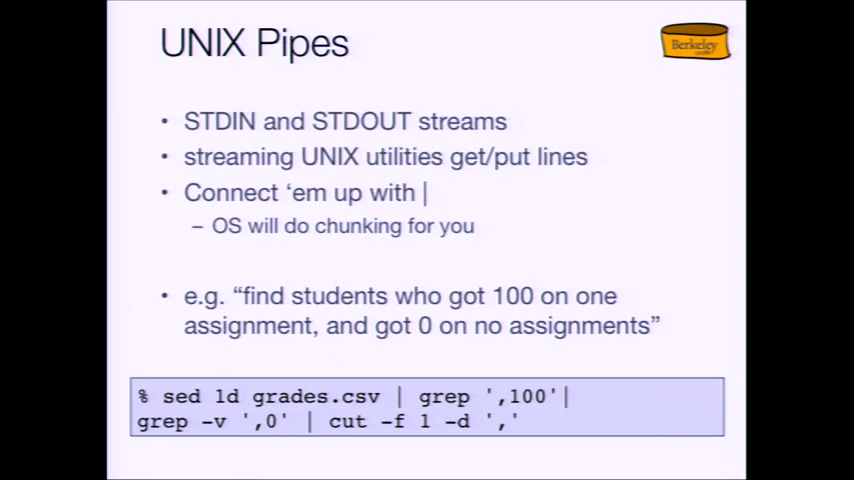 UNIX Pipes
Berkeley
• STDIN and STDOUT streams
• streaming UNIX utilities get/put lines
• Connect ‘em up with |
– OS will do chunking for you
• e.g. “find students who got 100 on one
assignment, and got 0 on no assignments”
% sed 1d grades.csv | grep ',100'|
grep -v ',0' | cut -f 1 -d ','